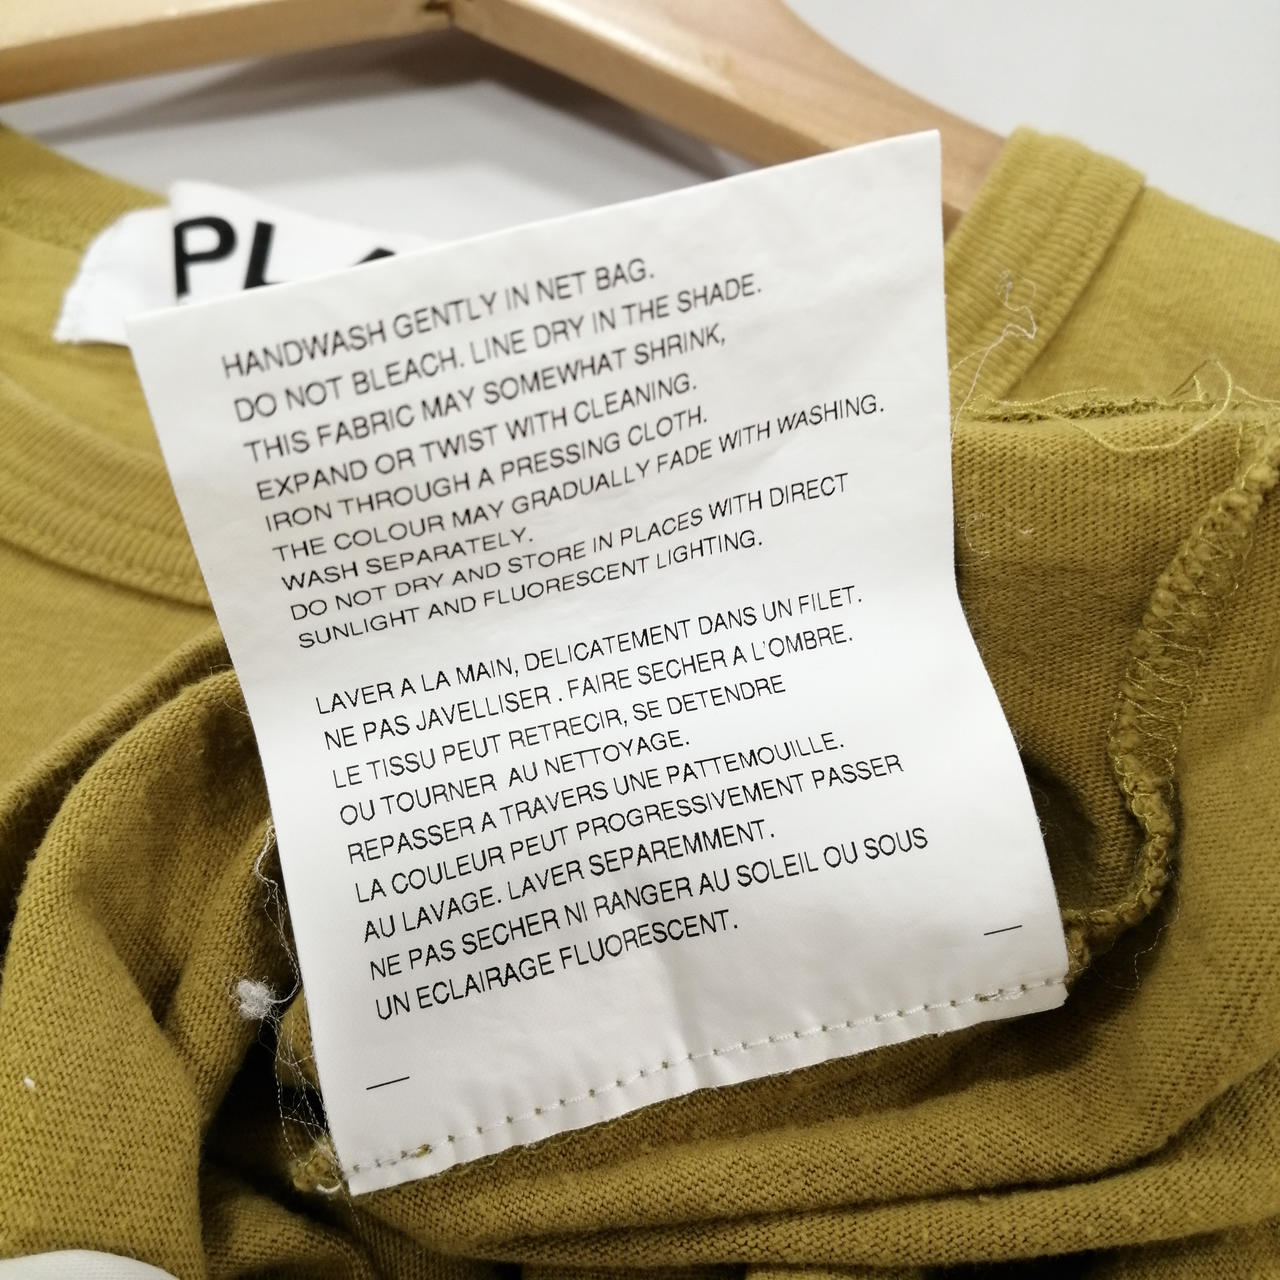 PLA
HANDWASH GENTLY IN NET BAG.
DO NOT BLEACH. LINE DRY IN THE SHADE.
THIS FABRIC MAY SOMEWHAT SHRINK,
EXPAND OR TWIST WITH CLEANING.
IRON THROUGH A PRESSING CLOTH.
THE COLOUR MAY GRADUALLY FADE WITH WASHING.
WASH SEPARATELY.
DO NOT DRY AND STORE IN PLACES WITH DIRECT
SUNLIGHT AND FLUORESCENT LIGHTING.
LAVER A LA MAIN, DELICATEMENT DANS UN FILET.
NE PAS JAVELLISER . FAIRE SECHER A L'OMBRE.
LE TISSU PEUT RETRECIR, SE DETENDRE
OU TOURNER AU NETTOYAGE.
REPASSER A TRAVERS UNE PATTEMOUILLE.
LA COULEUR PEUT PROGRESSIVEMENT PASSER
AU LAVAGE. LAVER SEPAREMMENT.
NE PAS SECHER NI RANGER AU SOLEIL OU SOUS
UN ECLAIRAGE FLUORESCENT.